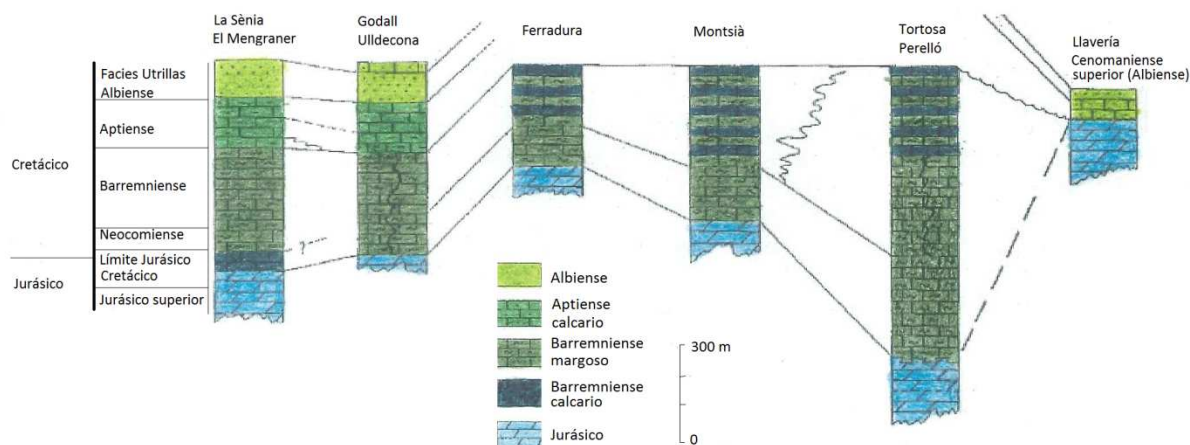 La Sènia
El Mengraner
Godall
Ulldecona
Ferradura
Montsià
Tortosa
Perelló
Llavería
Cenomaniense
superior (Albiense)
Cretácico
Jurásico
Facies Utrillas
Albiense
Aptiense
Barremniense
Neocomiense
Límite Jurásico
Cretácico
Jurásico superior
?
Albiense
Aptiense
calcario
Barremniense
margoso
Barremniense
calcario
Jurásico
300 m
0